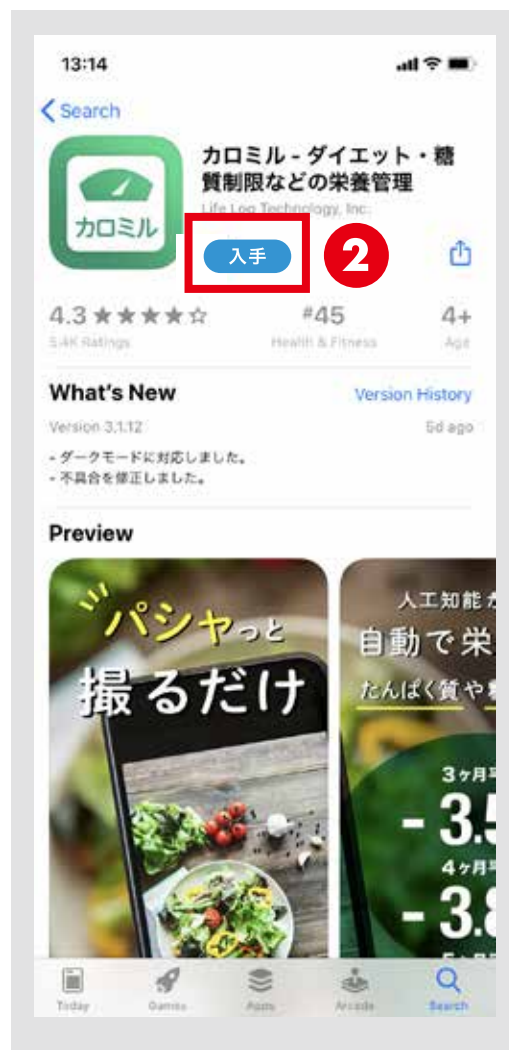 13:14
Search
カロミル
カロミル - ダイエット・糖
質制限などの栄養管理
Life Log Technology, Inc.
入手
2
4.3 ★★★★☆ #45 4+
5.4K Ratings Health & Fitness Age
What's New Version History
Version 3.1.12 5d ago
- ダークモードに対応しました。
- 不具合を修正しました。
Preview
パシャっと
撮るだけ
人工知能
自動で栄
たんぱく質や
3ヶ月
- 3.5
4ヶ月
- 3.8
Today Games Apps Arcade Search